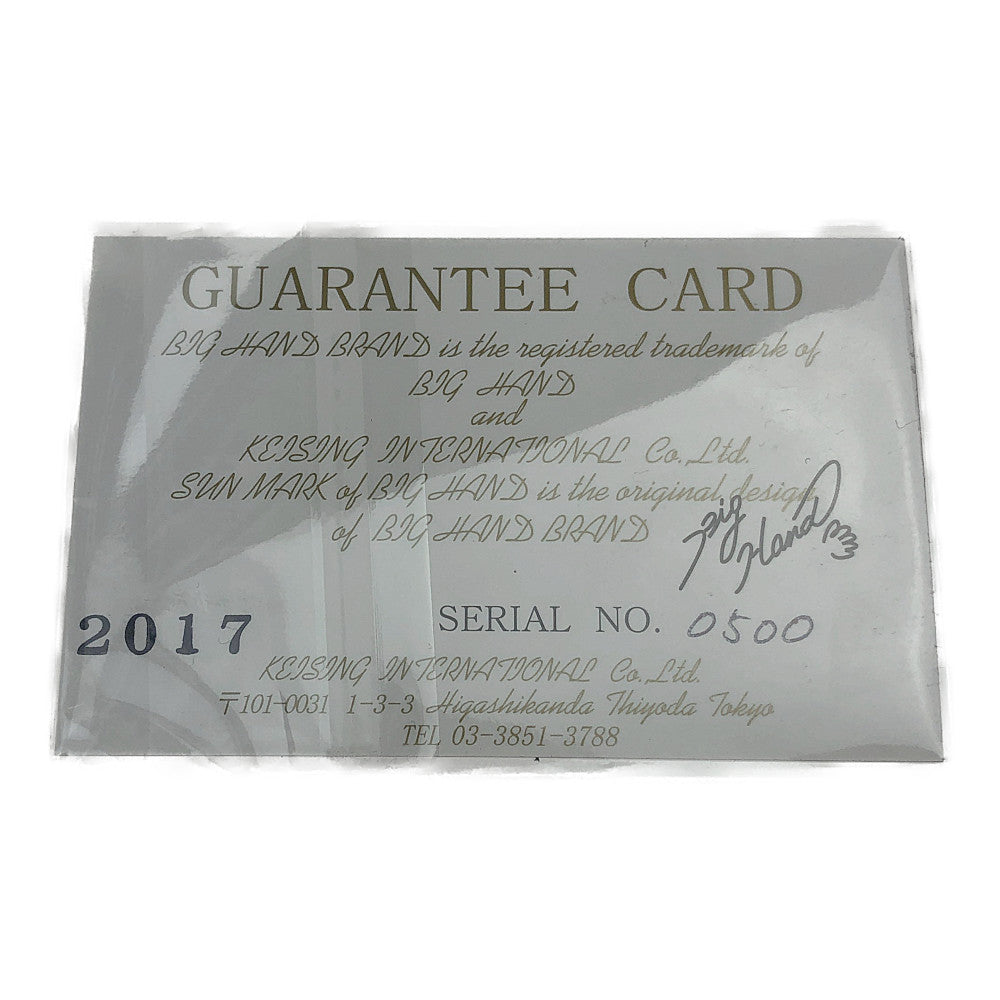 GUARANTEE CARD
BIG HAND BRAND is the registered trademark of
BIG HAND
and
KEISING INTERNATIONAL Co.,Ltd.
SUN MARK of BIG HAND is the original design
of BIG HAND BRAND
Big
Hand
2017
SERIAL NO. 0500
KEISING INTERNATIONAL Co.,Ltd.
〒101-0031 1-3-3 Higashikanda Thiyoda Tokyo
TEL 03-3851-3788